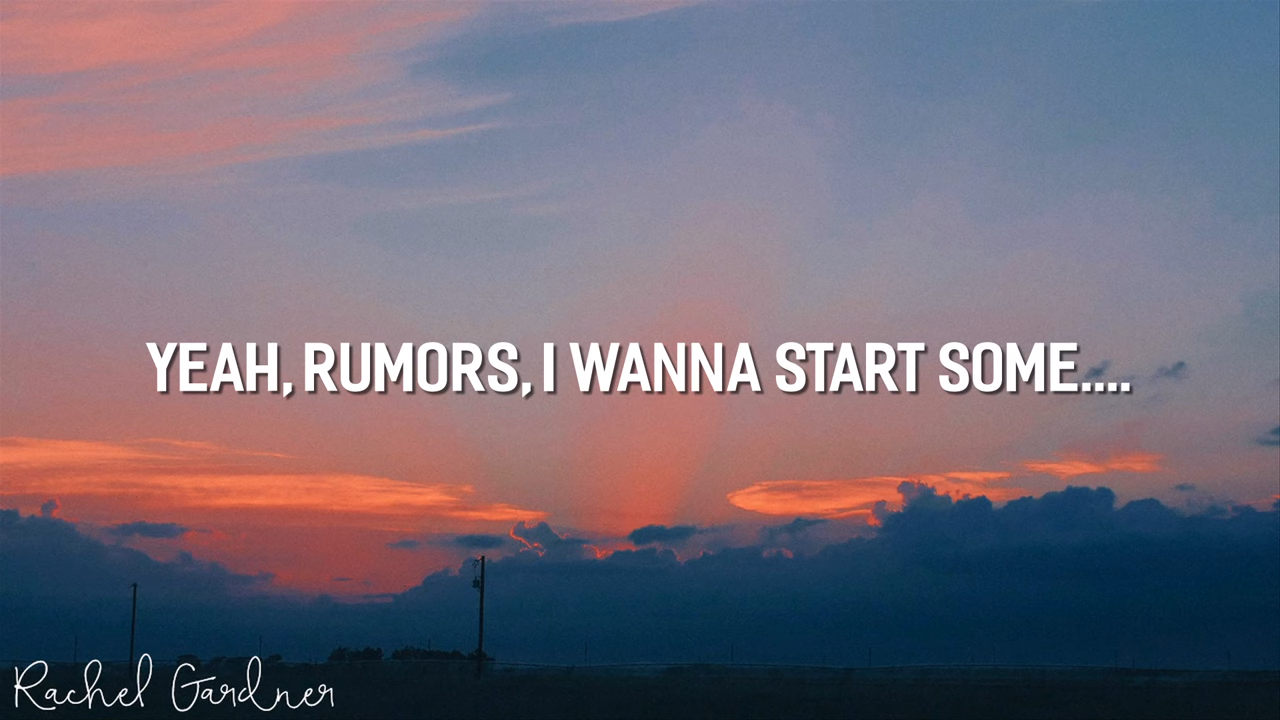 YEAH, RUMORS, I WANNA START SOME....
Rachel Gardner